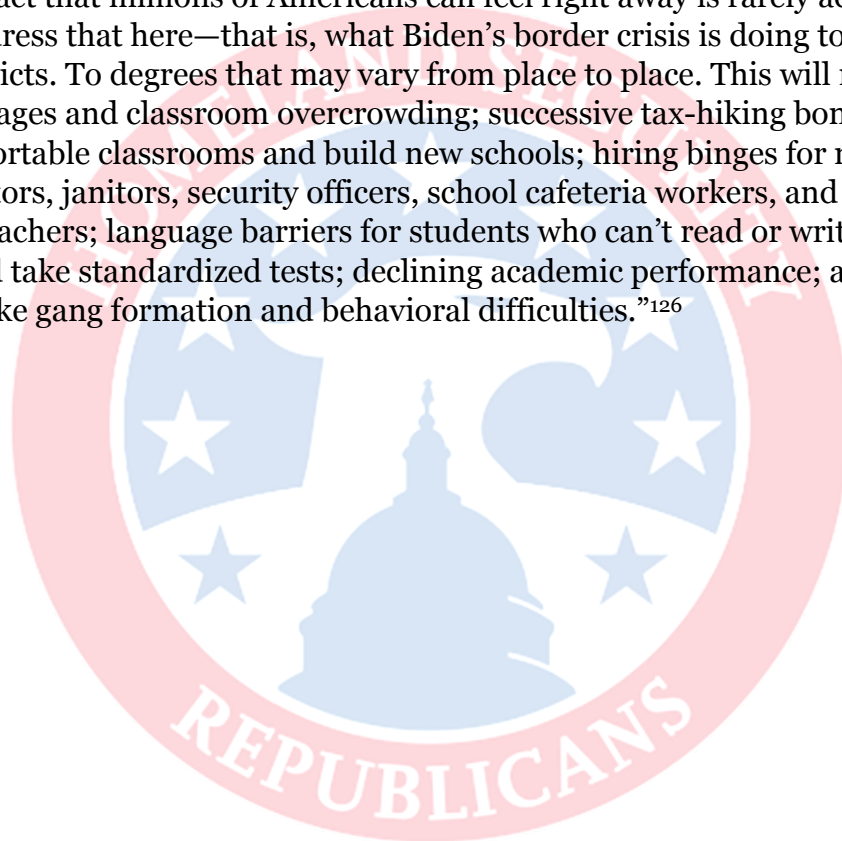 act that millions of Americans can feel right away is rarely
ress that here—that is, what Biden's border crisis is doing to
icts. To degrees that may vary from place to place. This will
ages and classroom overcrowding; successive tax-hiking
ortable classrooms and build new schools; hiring binges for
tors, janitors, security officers, school cafeteria workers, and
achers; language barriers for students who can't read or
take standardized tests; declining academic performance;
ke gang formation and behavioral difficulties."126
HOMELAND SECURITY
REPUBLICANS